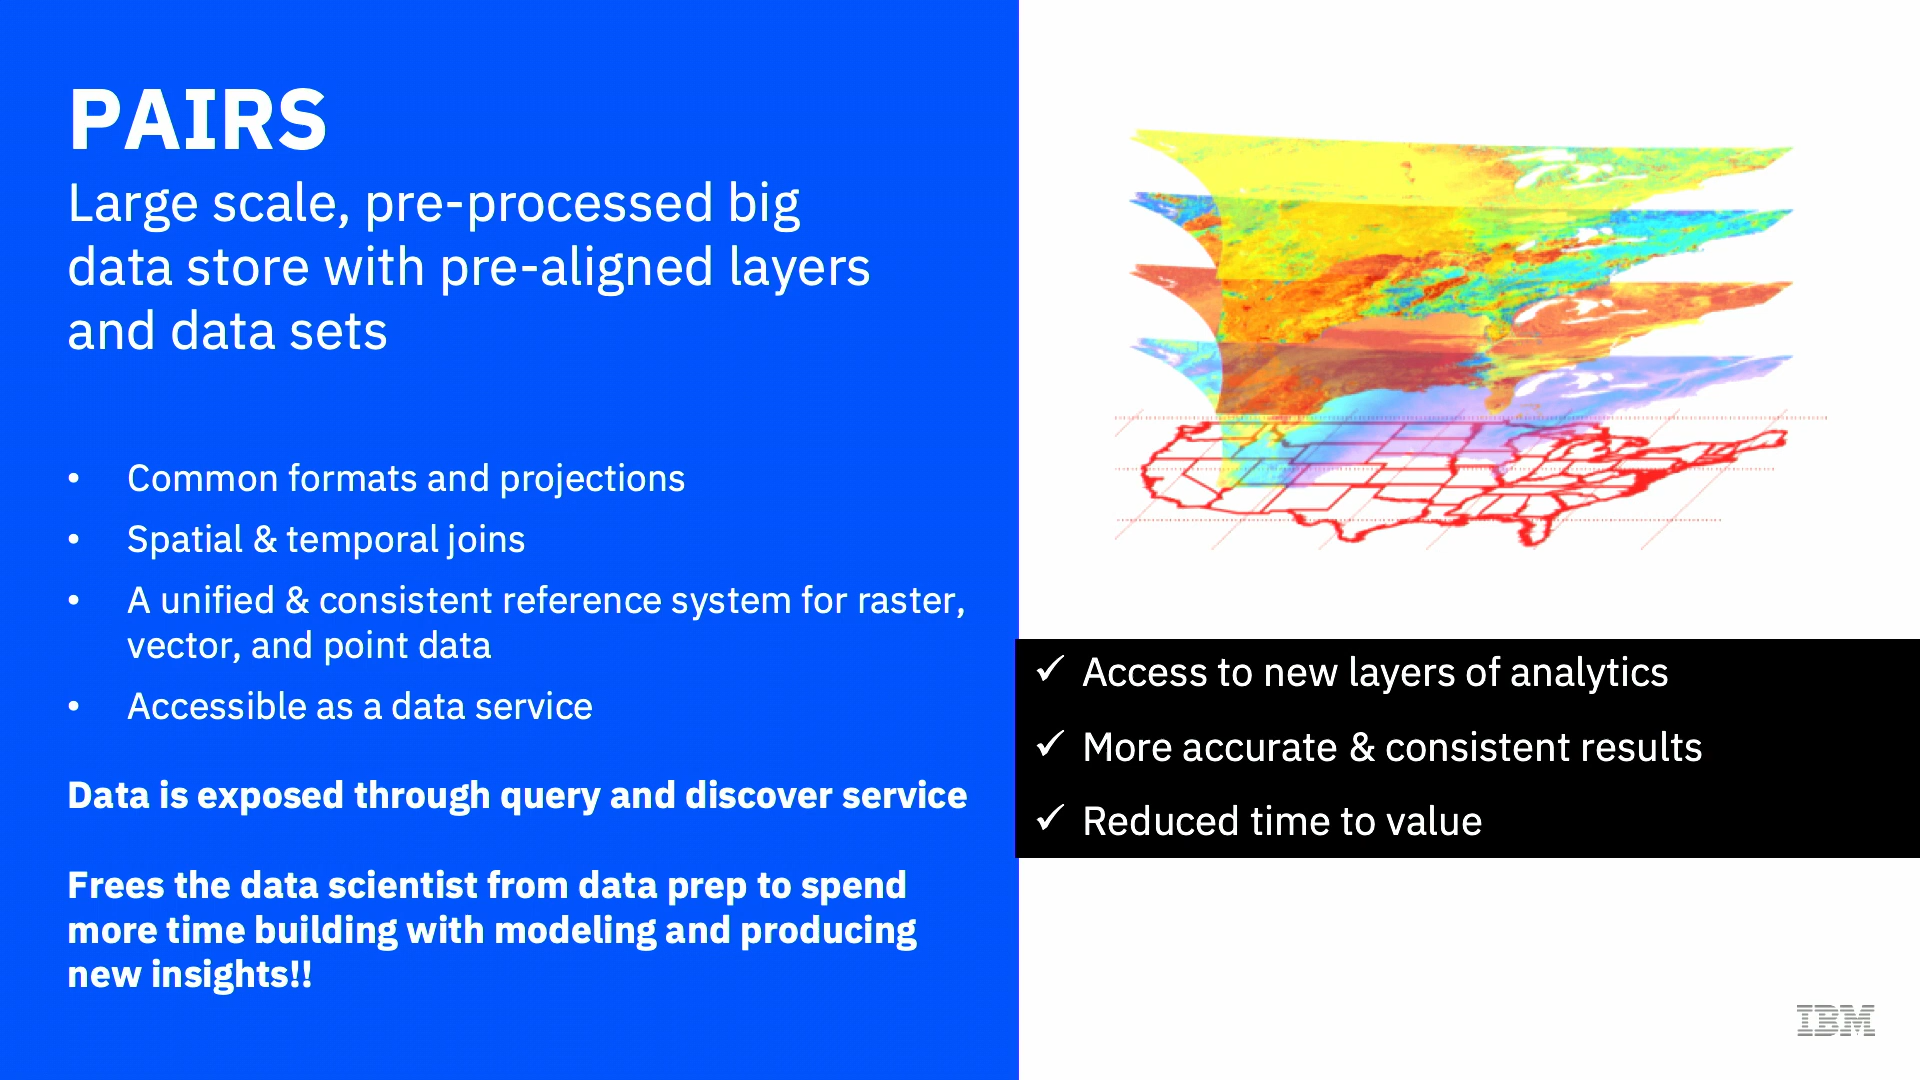 PAIRS
Large scale, pre-processed big
data store with pre-aligned layers
and data sets
• Common formats and projections
• Spatial & temporal joins
• A unified & consistent reference system for raster,
vector, and point data
• Accessible as a data service
Data is exposed through query and discover service
Frees the data scientist from data prep to spend
more time building with modeling and producing
new insights!!
✓ Access to new layers of analytics
✓ More accurate & consistent results
✓ Reduced time to value
IBM